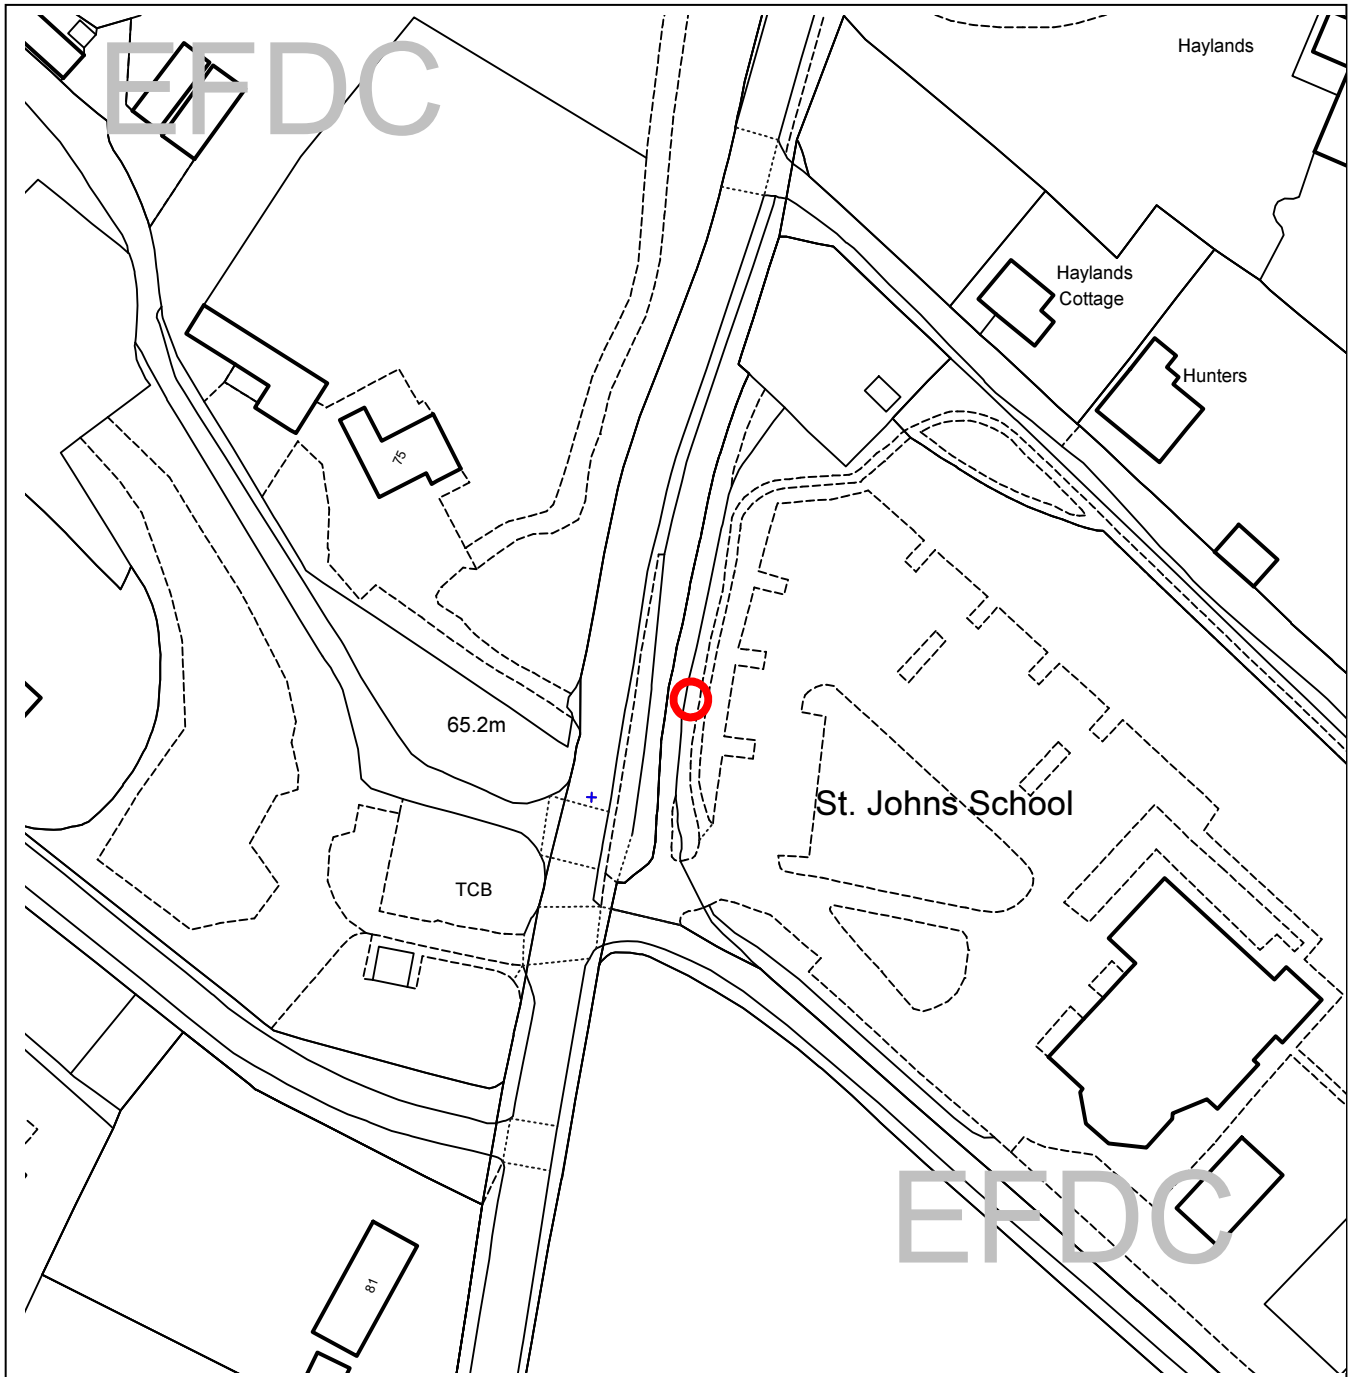 EFDC
Haylands
Haylands
Cottage
Hunters
75
65.2m
St. Johns School
TCB
EFDC
81